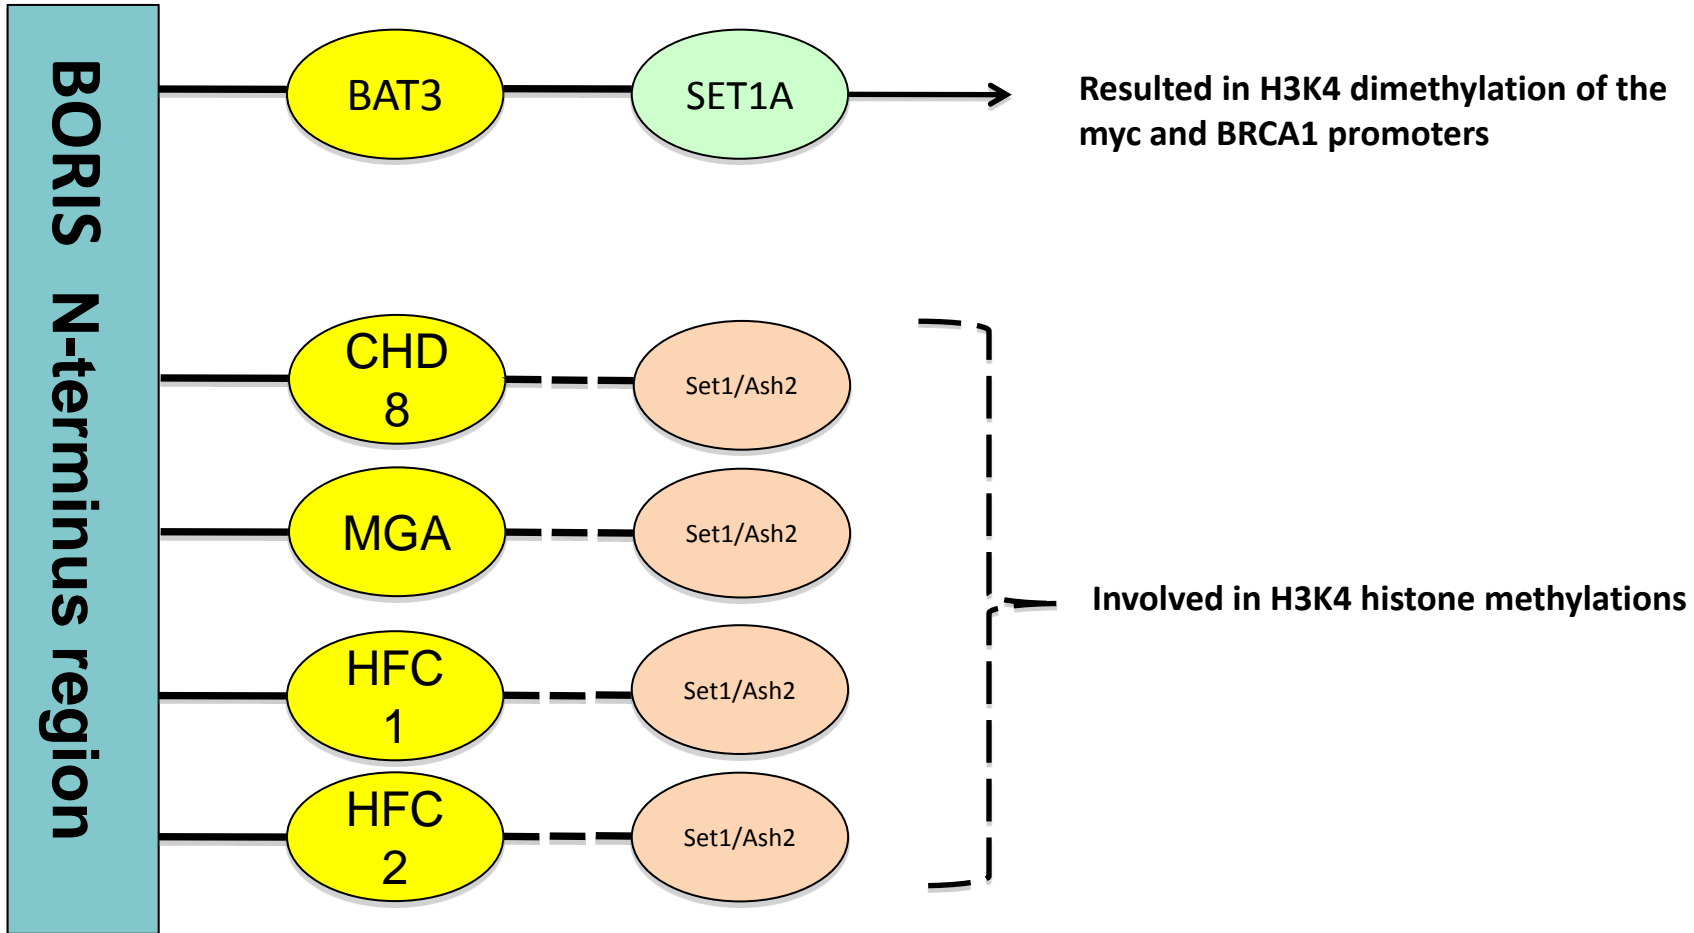 BORIS N-terminus region
BAT3
SET1A
Resulted in H3K4 dimethylation of the
myc and BRCA1 promoters
CHD
8
Set1/Ash2
MGA
Set1/Ash2
Involved in H3K4 histone methylations
HFC
1
Set1/Ash2
HFC
2
Set1/Ash2